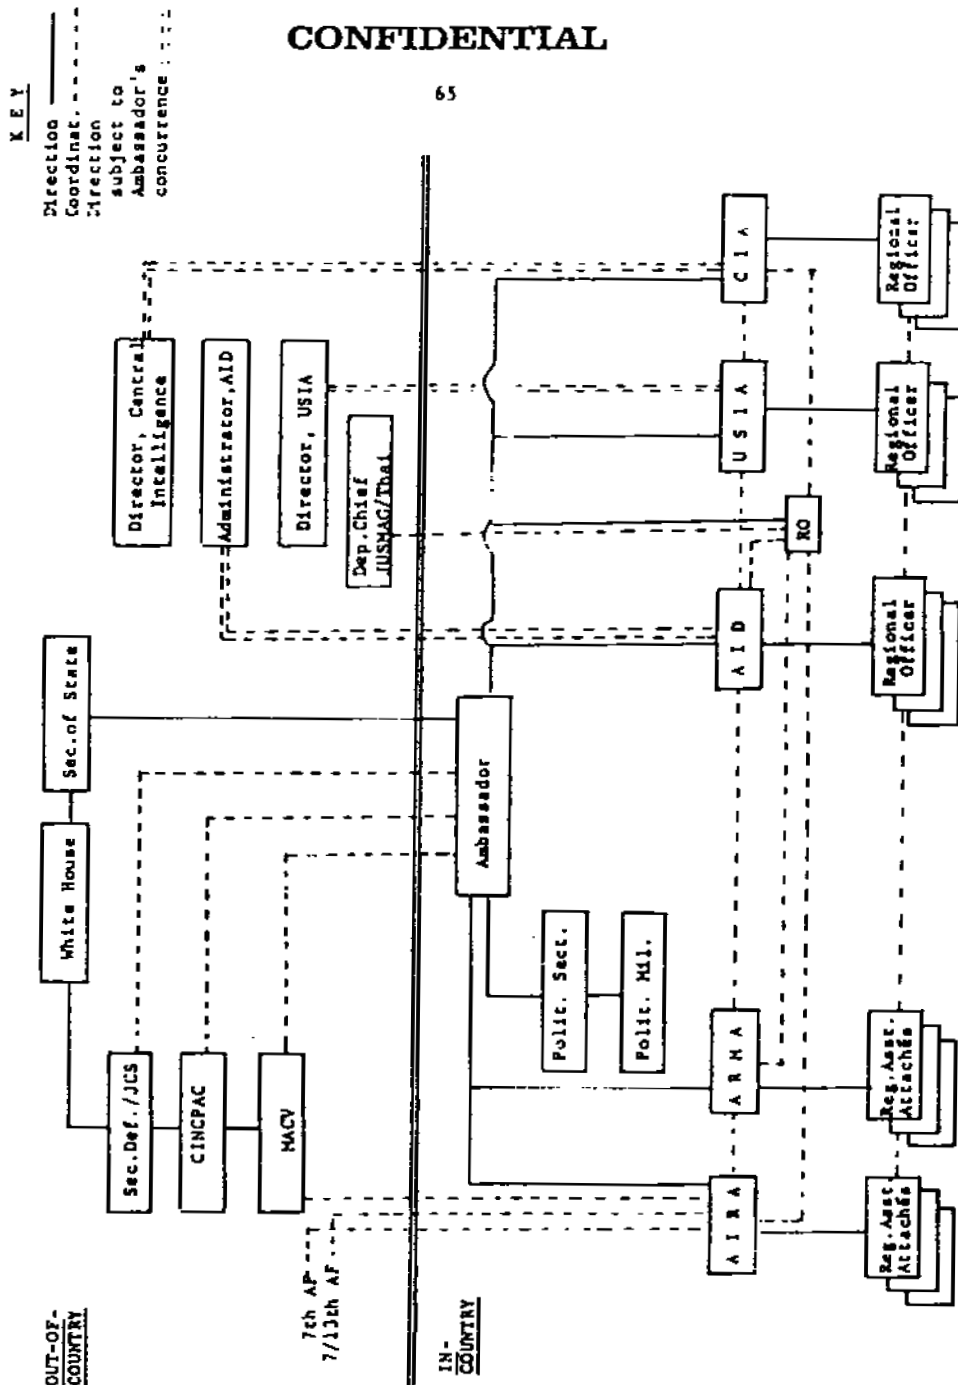 CONFIDENTIAL
65
K E Y
Direction
Coordinat.
Direction
subject to
Ambassador's
concurrence
OUT-OF-
COUNTRY
White House
Sec.of State
Sec.Def./JCS
CINCPAC
MACV
Director, Central
Intelligence
Administrator,AID
Director, USIA
Dep.Chief
JUSMAG/Thai
7th AF
7/13th AF
IN-
COUNTRY
Ambassador
Polit. Sect.
Polit. Mil.
A I R A
A R M A
A I D
U S I A
C I A
RO
Reg.Asst
Attachés
Reg.Asst.
Attachés
Regional
Officer
Regional
Officer
Regional
Officer